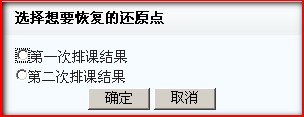 选择想要恢复的还原点
第一次排课结果
第二次排课结果
确定 取消